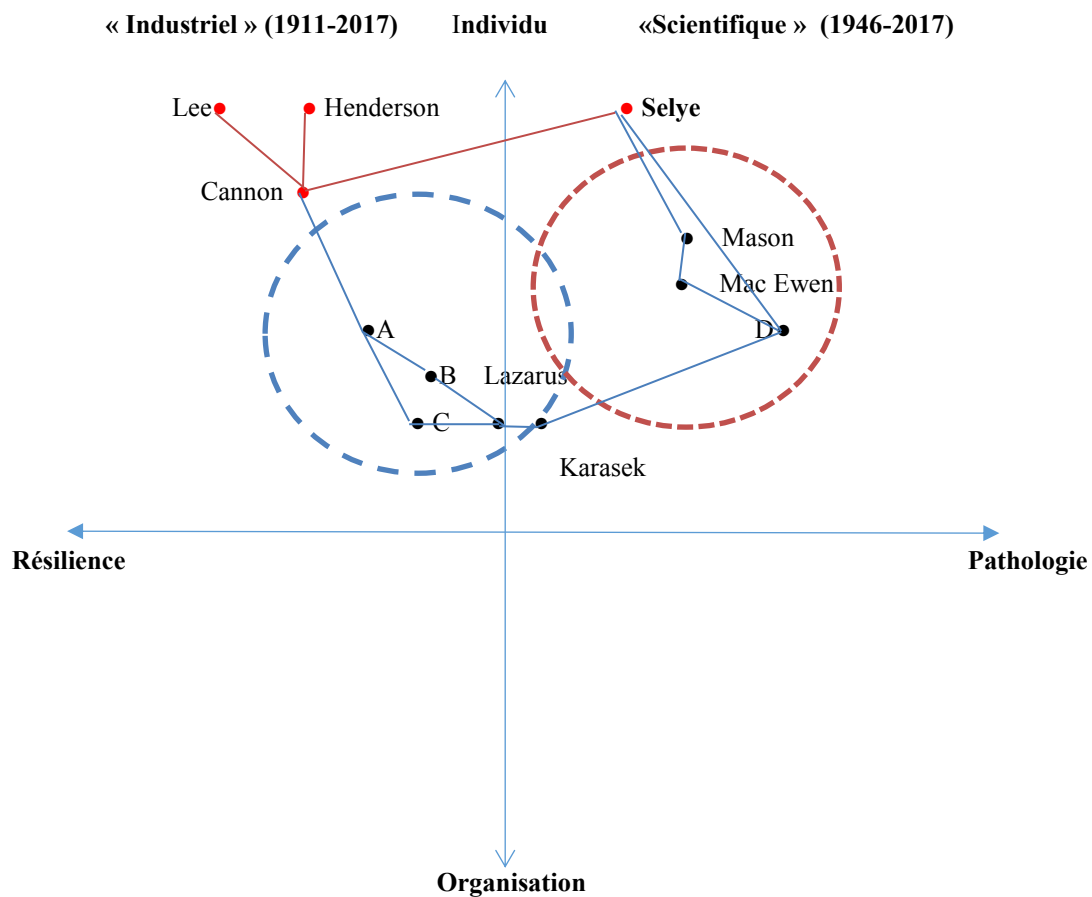 « Industriel » (1911-2017) Individu «Scientifique » (1946-2017)
Lee Henderson Selye
Cannon
Mason
Mac Ewen
A D
B Lazarus
C
Karasek
Résilience Pathologie
Organisation